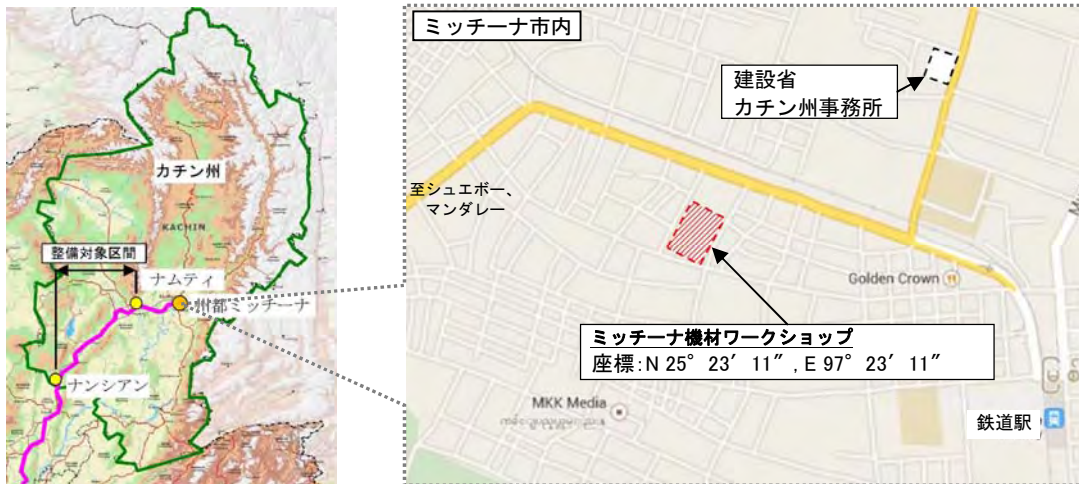 カチン州
KACHIN
整備対象区間
ナムティ
州都ミッチーナ
ナンシアン
ミッチーナ市内
建設省
カチン州事務所
至シュエボー、
マンダレー
Golden Crown
ミッチーナ機材ワークショップ
座標:N 25° 23′ 11″ , E 97° 23′ 11″
MKK Media
鉄道駅